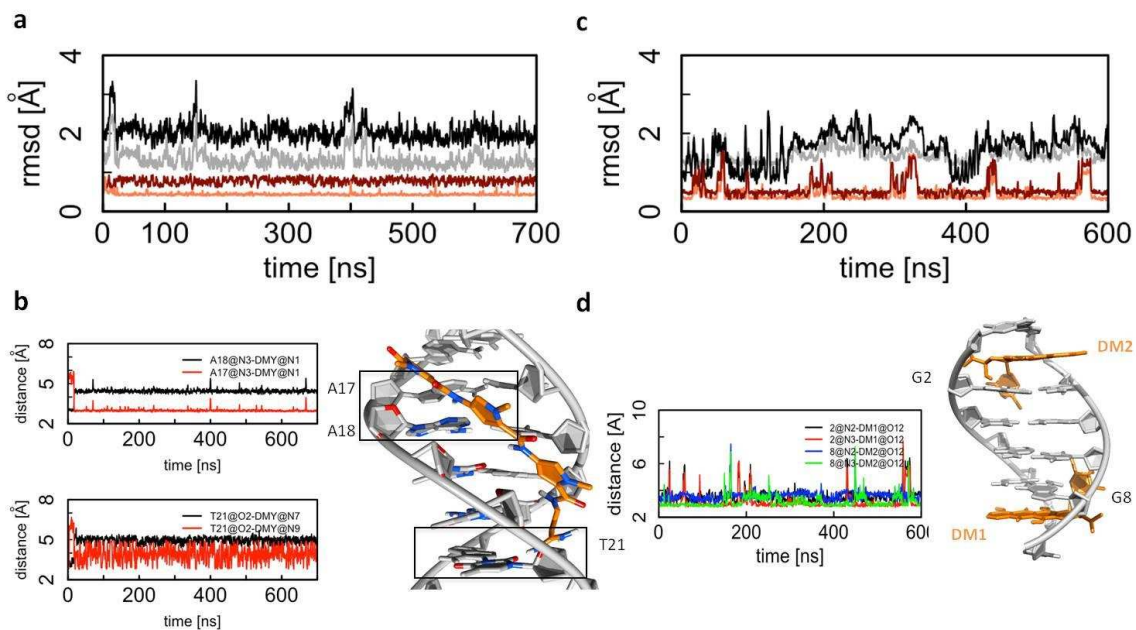 a
rmsd [Å]
4
2
0
0 100 300 500 700
time [ns]
c
rmsd [Å]
4
2
0
0 200 400 600
time [ns]
b
distance [Å]
8
5
2
A18@N3-DMY@N1
A17@N3-DMY@N1
0 200 400 600
time [ns]
distance [Å]
8
5
2
T21@O2-DMY@N7
T21@O2-DMY@N9
0 200 400 600
time [ns]
A17
A18
T21
d
distance [Å]
10
6
2
2@N2-DM1@O12
2@N3-DM1@O12
8@N2-DM2@O12
8@N3-DM2@O12
0 200 400 600
time [ns]
DM2
G2
G8
DM1